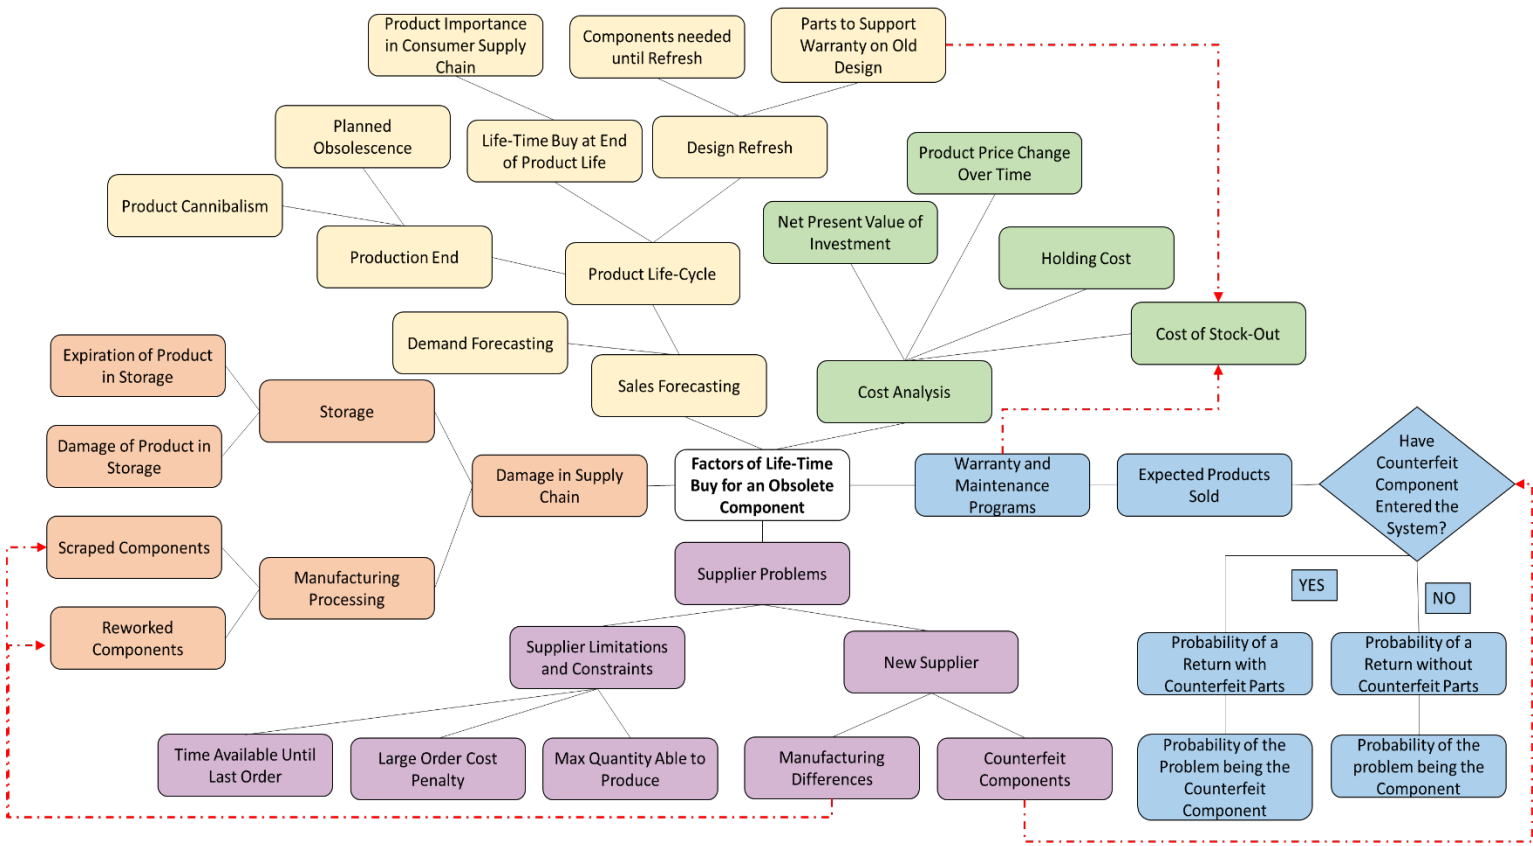 Product Importance
in Consumer Supply
Chain
Components needed
until Refresh
Parts to Support
Warranty on Old
Design
Planned
Obsolescence
Life-Time Buy at End
of Product Life
Design Refresh
Product Price Change
Over Time
Product Cannibalism
Net Present Value of
Investment
Production End
Product Life-Cycle
Holding Cost
Demand Forecasting
Cost of Stock-Out
Expiration of Product
in Storage
Storage
Sales Forecasting
Cost Analysis
Damage of Product in
Storage
Damage in Supply
Chain
Factors of Life-Time
Buy for an Obsolete
Component
Warranty and
Maintenance
Programs
Expected Products
Sold
Have
Counterfeit
Component
Entered the
System?
Scraped Components
Manufacturing
Processing
Supplier Problems
YES
NO
Reworked
Components
Supplier Limitations
and Constraints
New Supplier
Probability of a
Return with
Counterfeit Parts
Probability of a
Return without
Counterfeit Parts
Time Available Until
Last Order
Large Order Cost
Penalty
Max Quantity Able to
Produce
Manufacturing
Differences
Counterfeit
Components
Probability of the
Problem being the
Counterfeit
Component
Probability of the
problem being the
Component